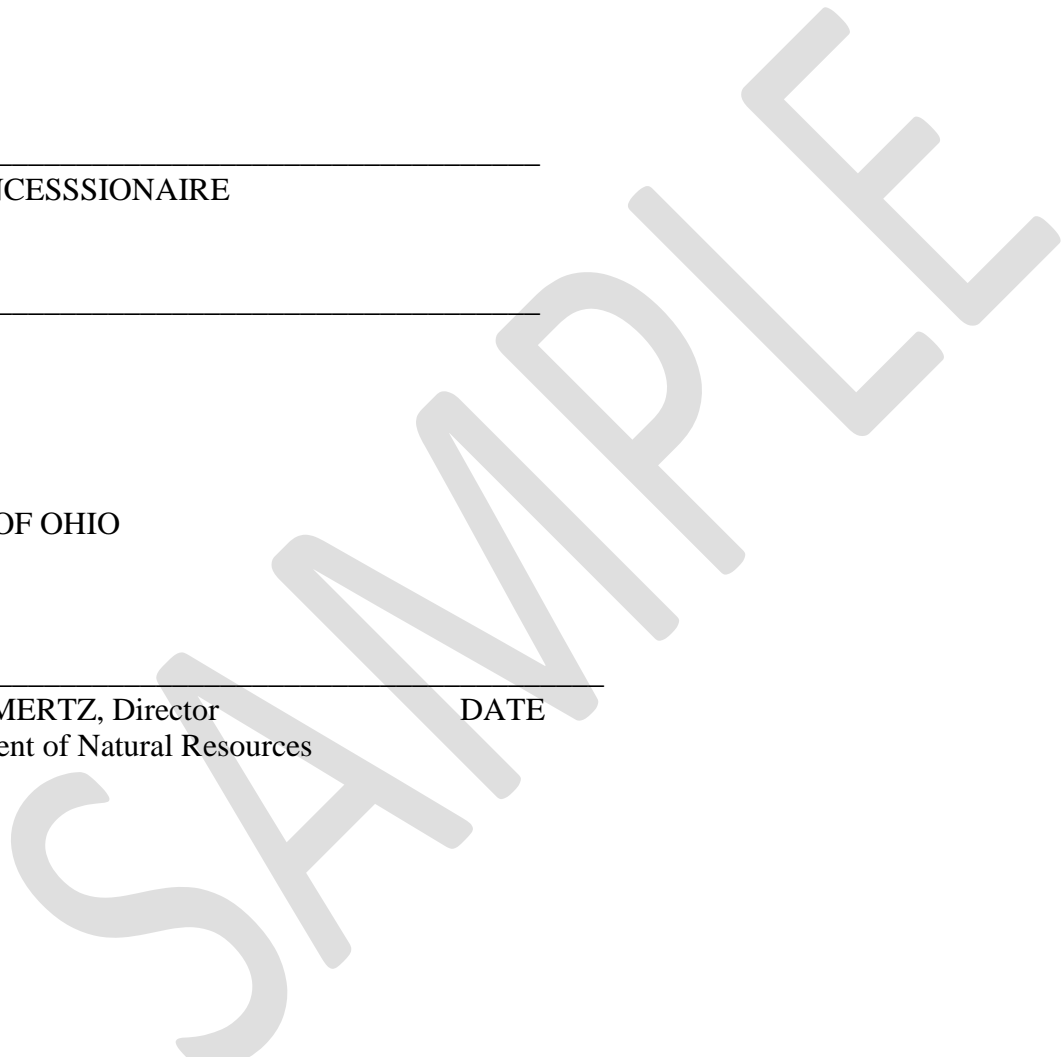 NCESSSIONAIRE
OF OHIO
MERTZ, Director DATE
ent of Natural Resources
SAMPLE